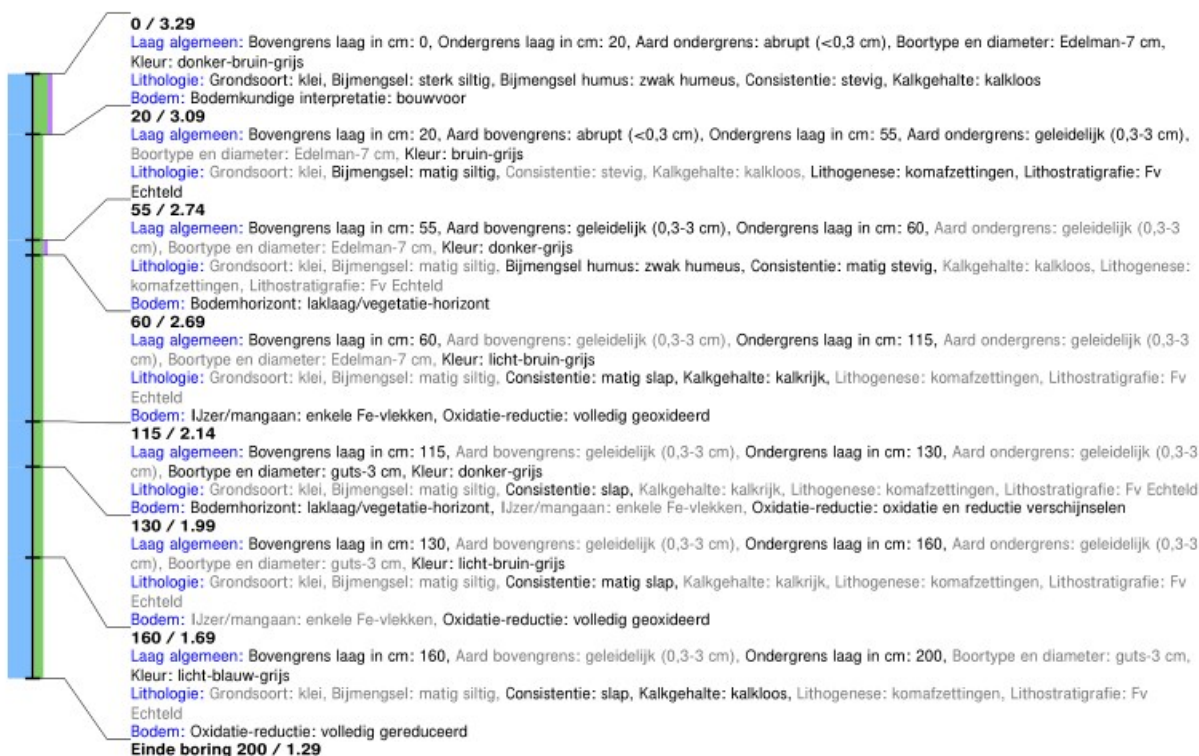 0 / 3.29
Laag algemeen: Bovengrens laag in cm: 0, Ondergrens laag in cm: 20, Aard ondergrens: abrupt (<0,3 cm), Boortype en diameter: Edelman-7 cm,
Kleur: donker-bruin-grijs
Lithologie: Grondsoort: klei, Bijmengsel: sterk siltig, Bijmengsel humus: zwak humeus, Consistentie: stevig, Kalkgehalte: kalkloos
Bodem: Bodemkundige interpretatie: bouwvoor
20 / 3.09
Laag algemeen: Bovengrens laag in cm: 20, Aard bovengrens: abrupt (<0,3 cm), Ondergrens laag in cm: 55, Aard ondergrens: geleidelijk (0,3-3 cm),
Boortype en diameter: Edelman-7 cm, Kleur: bruin-grijs
Lithologie: Grondsoort: klei, Bijmengsel: matig siltig, Consistentie: stevig, Kalkgehalte: kalkloos, Lithogenese: komafzettingen, Lithostratigrafie: Fv
Echteld
55 / 2.74
Laag algemeen: Bovengrens laag in cm: 55, Aard bovengrens: geleidelijk (0,3-3 cm), Ondergrens laag in cm: 60, Aard ondergrens: geleidelijk (0,3-3
cm), Boortype en diameter: Edelman-7 cm, Kleur: donker-grijs
Lithologie: Grondsoort: klei, Bijmengsel: matig siltig, Bijmengsel humus: zwak humeus, Consistentie: matig stevig, Kalkgehalte: kalkloos, Lithogenese:
komafzettingen, Lithostratigrafie: Fv Echteld
Bodem: Bodemhorizont: laklaag/vegetatie-horizont
60 / 2.69
Laag algemeen: Bovengrens laag in cm: 60, Aard bovengrens: geleidelijk (0,3-3 cm), Ondergrens laag in cm: 115, Aard ondergrens: geleidelijk (0,3-3
cm), Boortype en diameter: Edelman-7 cm, Kleur: licht-bruin-grijs
Lithologie: Grondsoort: klei, Bijmengsel: matig siltig, Consistentie: matig slap, Kalkgehalte: kalkrijk, Lithogenese: komafzettingen, Lithostratigrafie: Fv
Echteld
Bodem: IJzer/mangaan: enkele Fe-vlekken, Oxidatie-reductie: volledig geoxideerd
115 / 2.14
Laag algemeen: Bovengrens laag in cm: 115, Aard bovengrens: geleidelijk (0,3-3 cm), Ondergrens laag in cm: 130, Aard ondergrens: geleidelijk (0,3-3
cm), Boortype en diameter: guts-3 cm, Kleur: donker-grijs
Lithologie: Grondsoort: klei, Bijmengsel: matig siltig, Consistentie: slap, Kalkgehalte: kalkrijk, Lithogenese: komafzettingen, Lithostratigrafie: Fv Echteld
Bodem: Bodemhorizont: laklaag/vegetatie-horizont, IJzer/mangaan: enkele Fe-vlekken, Oxidatie-reductie: oxidatie en reductie verschijnselen
130 / 1.99
Laag algemeen: Bovengrens laag in cm: 130, Aard bovengrens: geleidelijk (0,3-3 cm), Ondergrens laag in cm: 160, Aard ondergrens: geleidelijk (0,3-3
cm), Boortype en diameter: guts-3 cm, Kleur: licht-bruin-grijs
Lithologie: Grondsoort: klei, Bijmengsel: matig siltig, Consistentie: matig slap, Kalkgehalte: kalkrijk, Lithogenese: komafzettingen, Lithostratigrafie: Fv
Echteld
Bodem: IJzer/mangaan: enkele Fe-vlekken, Oxidatie-reductie: volledig geoxideerd
160 / 1.69
Laag algemeen: Bovengrens laag in cm: 160, Aard bovengrens: geleidelijk (0,3-3 cm), Ondergrens laag in cm: 200, Boortype en diameter: guts-3 cm,
Kleur: licht-blauw-grijs
Lithologie: Grondsoort: klei, Bijmengsel: matig siltig, Consistentie: slap, Kalkgehalte: kalkloos, Lithogenese: komafzettingen, Lithostratigrafie: Fv
Echteld
Bodem: Oxidatie-reductie: volledig gereduceerd
Einde boring 200 / 1.29